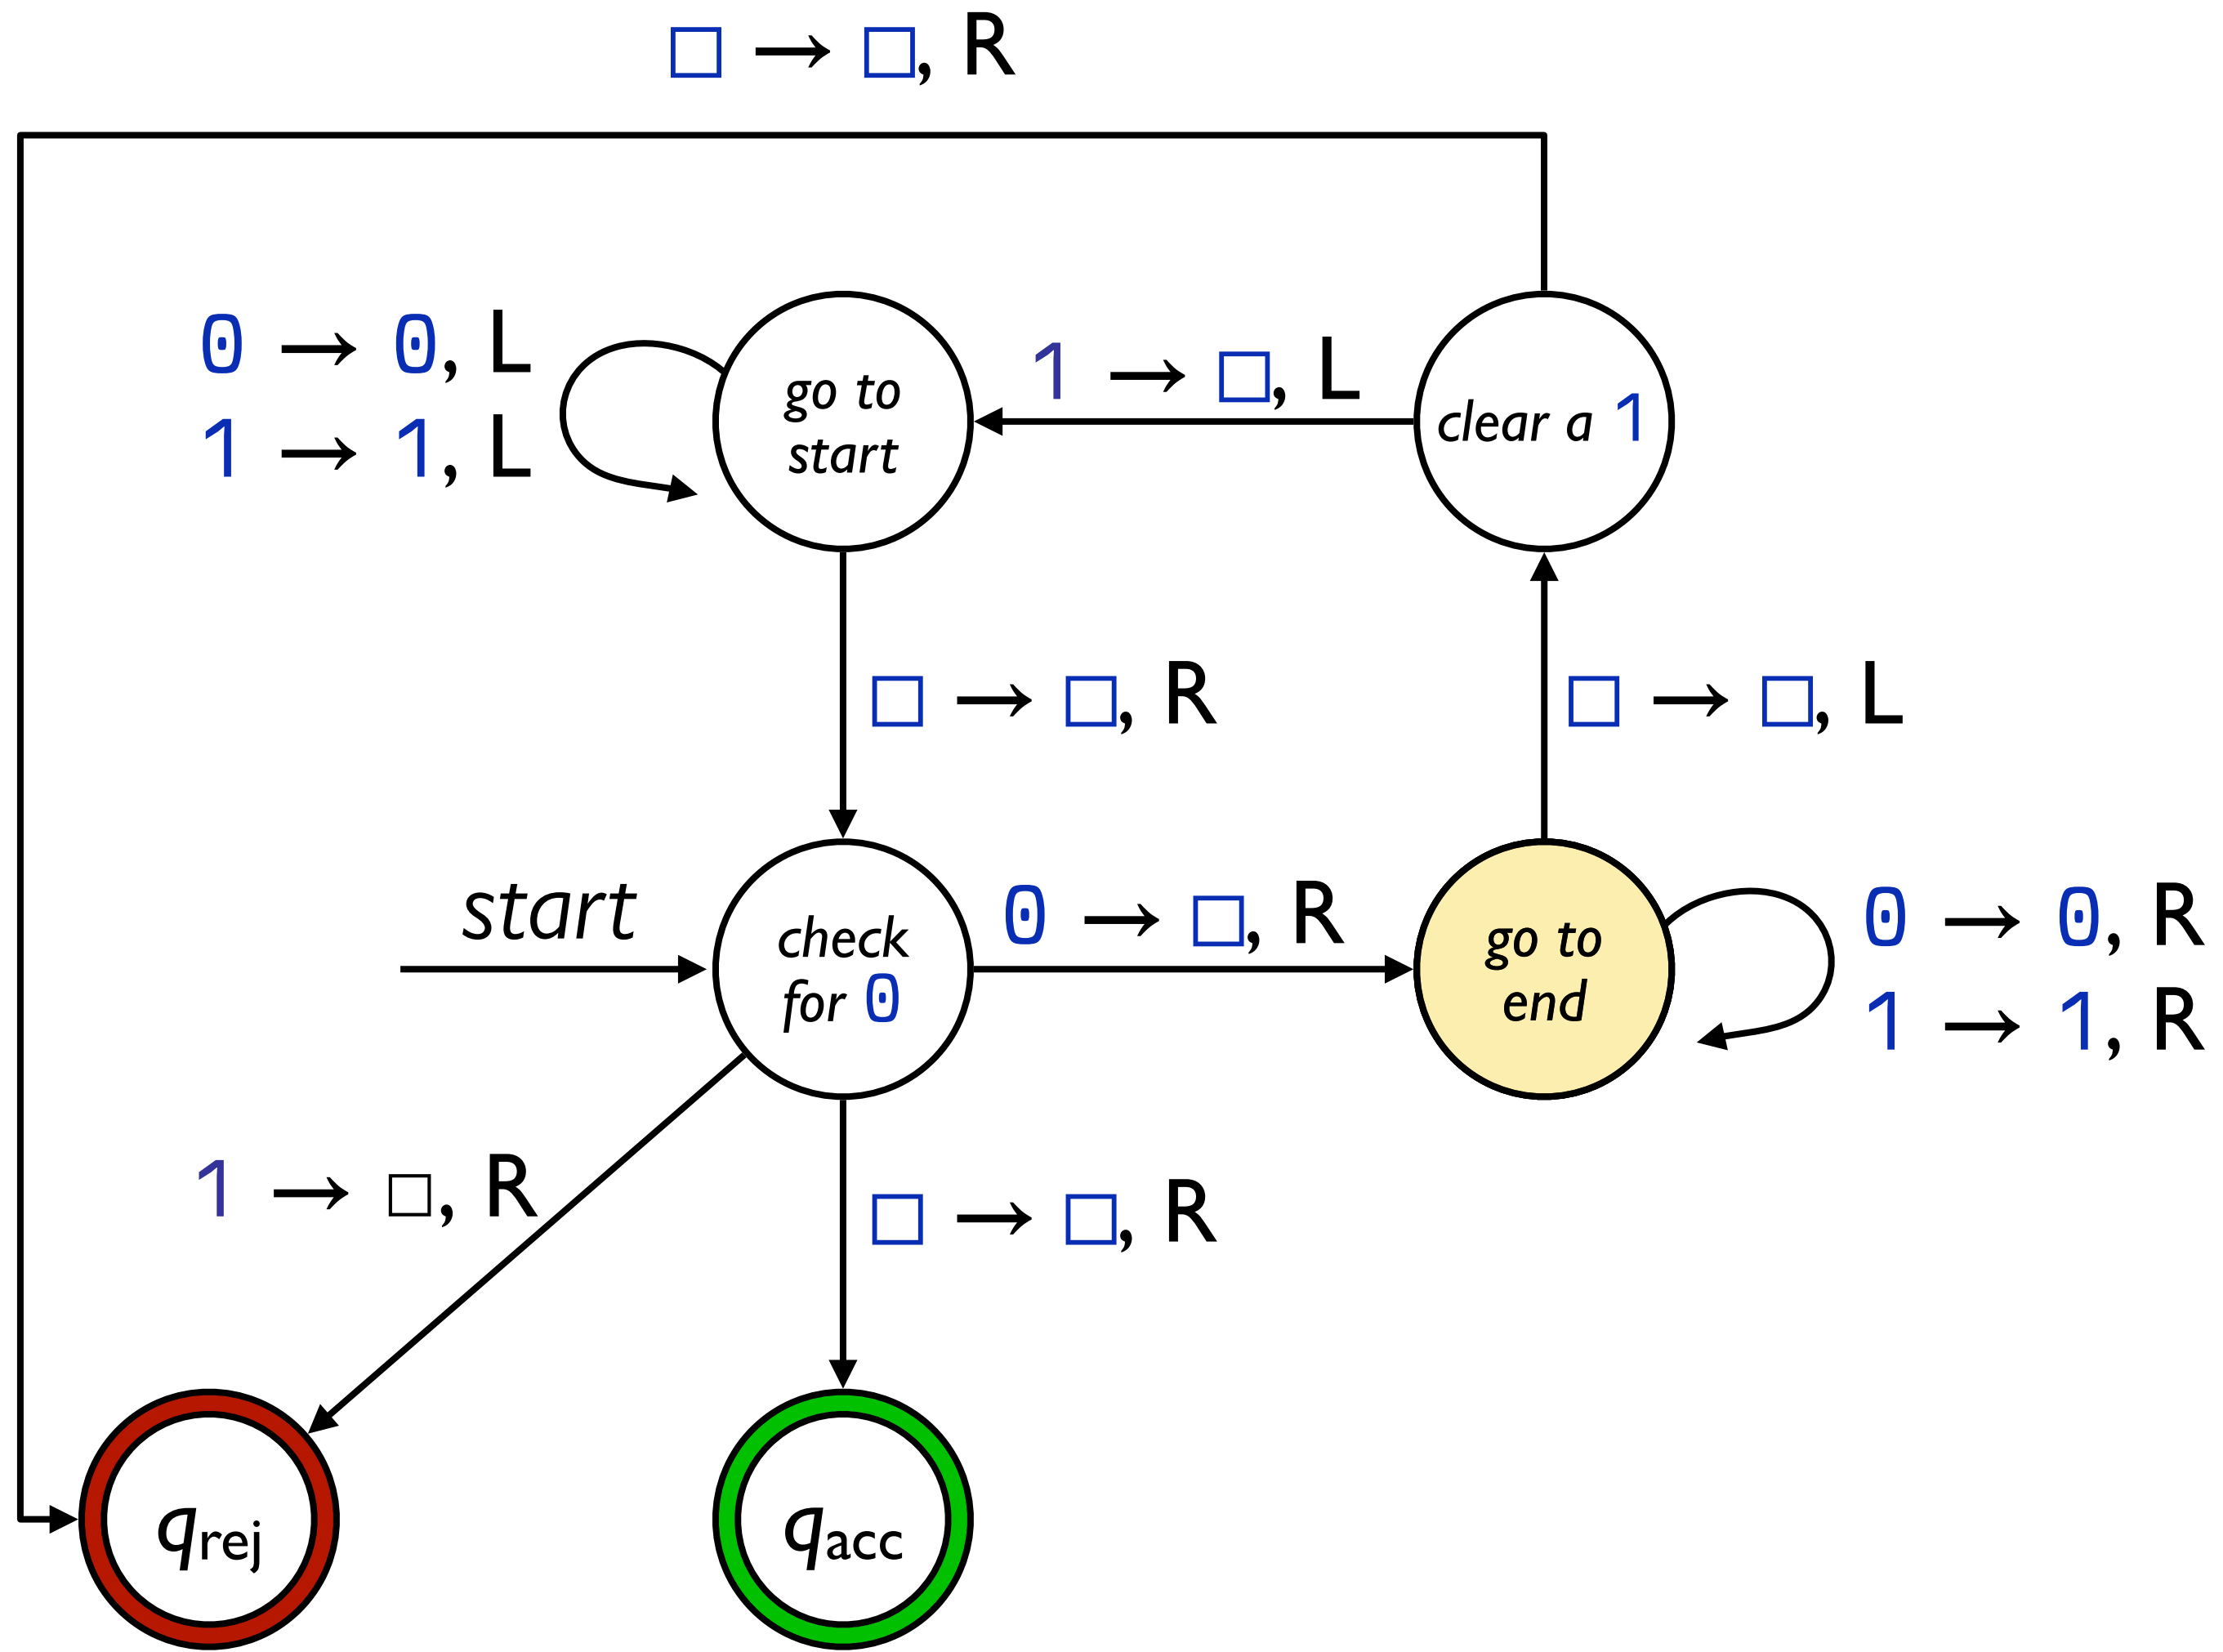 □ → □, R
0 → 0, L
1 → 1, L
go to
start
1 → □, L
clear a 1
□ → □, R
□ → □, L
start
check
for 0
0 → □, R
go to
end
0 → 0, R
1 → 1, R
1 → □, R
□ → □, R
qrej
qacc